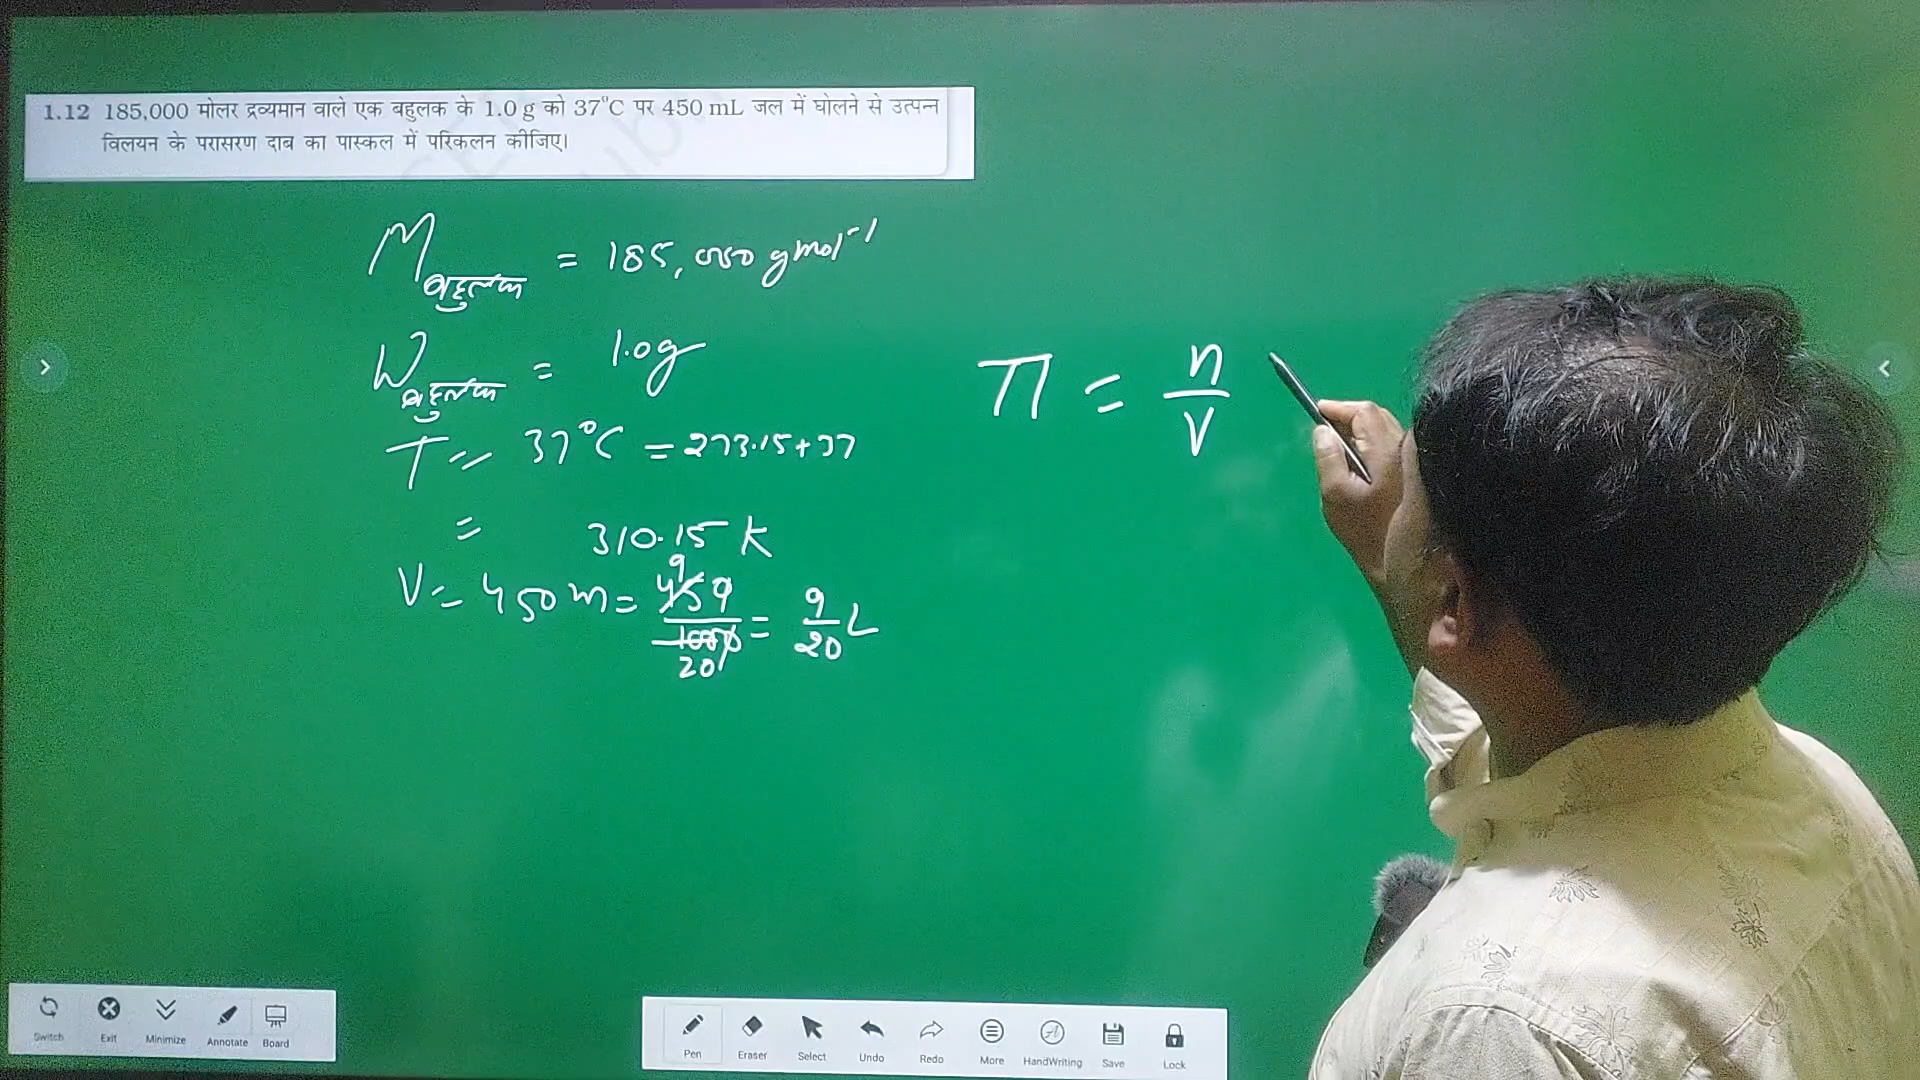 1.12 185,000 मोलर द्रव्यमान वाले एक बहुलक के 1.0 g को 37°C पर 450 mL जल में घोलने से उत्पन्न
विलयन के परासरण दाब का पास्कल में परिकलन कीजिए।
M बहुलक = 185,000 gmol⁻¹
W बहुलक = 1.0g
T = 37°C = 273.15+37
= 310.15 K
V = 450 m = 450/1000 = 9/20 L
9
20
π = n/V
Switch Exit Minimize Annotate Board
Pen Eraser Select Undo Redo More HandWriting Save Lock